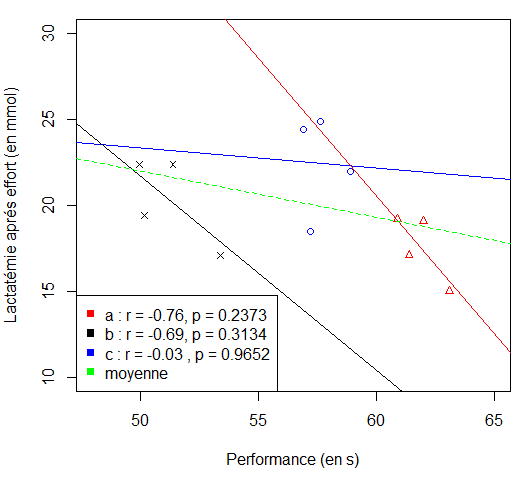 Lactatémie aprés effort (en mmol)
30
25
20
15
10
a : r = -0.76, p = 0.2373
b : r = -0.69, p = 0.3134
c : r = -0.03 , p = 0.9652
moyenne
50 55 60 65
Performance (en s)